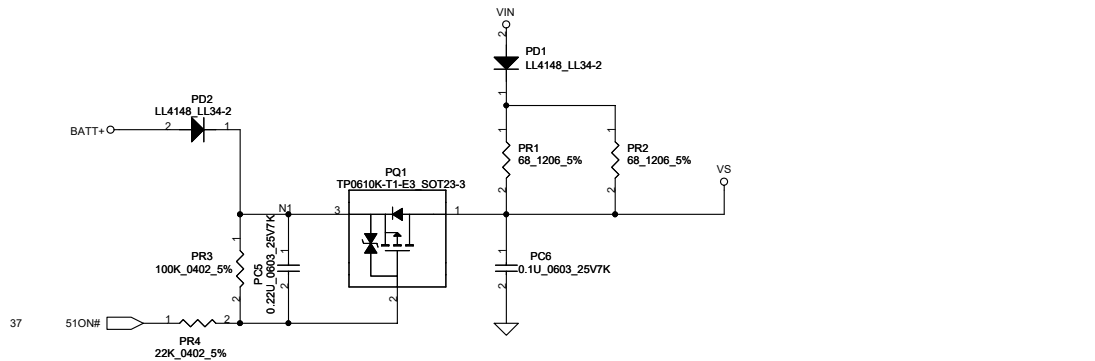 VIN
2
PD1
LL4148_LL34-2
1
PD2
LL4148_LL34-2
BATT+
2
1
1
PR1
68_1206_5%
2
1
PR2
68_1206_5%
2
VS
PQ1
TP0610K-T1-E3_SOT23-3
N1
3
1
2
1
PR3
100K_0402_5%
2
1
PC5
0.22U_0603_25V7K
2
1
PC6
0.1U_0603_25V7K
2
37
51ON#
1
2
PR4
22K_0402_5%